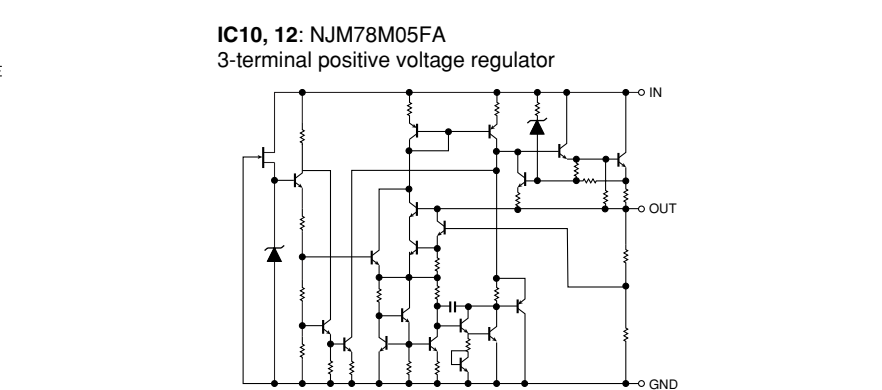 IC10, 12: NJM78M05FA
3-terminal positive voltage regulator
E
IN
OUT
GND